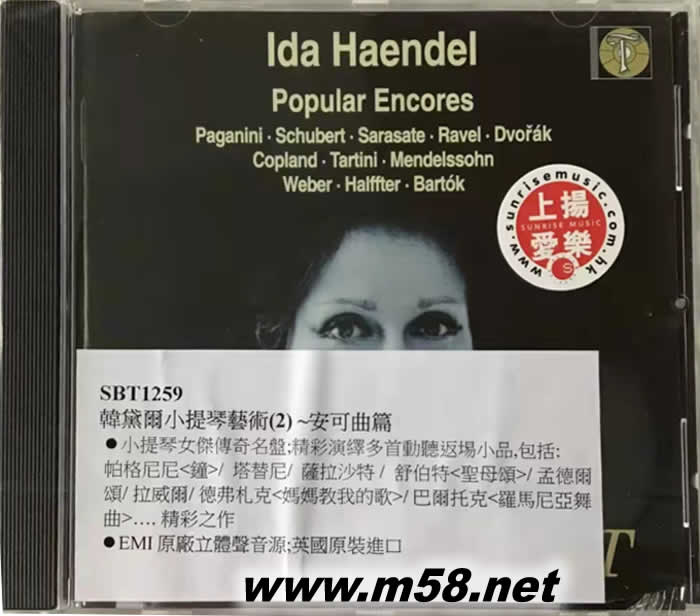 Ida Haendel
Popular Encores
Paganini · Schubert · Sarasate · Ravel · Dvořák
Copland · Tartini · Mendelssohn
Weber · Halffter · Bartók
www.sunrisemusic.com.hk
上揚
SUNRISE MUSIC
愛樂
S
SBT1259
韓黛爾小提琴藝術(2) ~安可曲篇
●小提琴女傑傳奇名盤;精彩演繹多首動聽返場小品,包括:
帕格尼尼<鐘>/ 塔替尼/ 薩拉沙特 / 舒伯特<聖母頌>/ 孟德爾
頌/ 拉威爾/ 德弗札克<媽媽教我的歌>/ 巴爾托克<羅馬尼亞舞
曲>…. 精彩之作
●EMI 原廠立體聲音源;英國原裝進口
T
www.m58.net